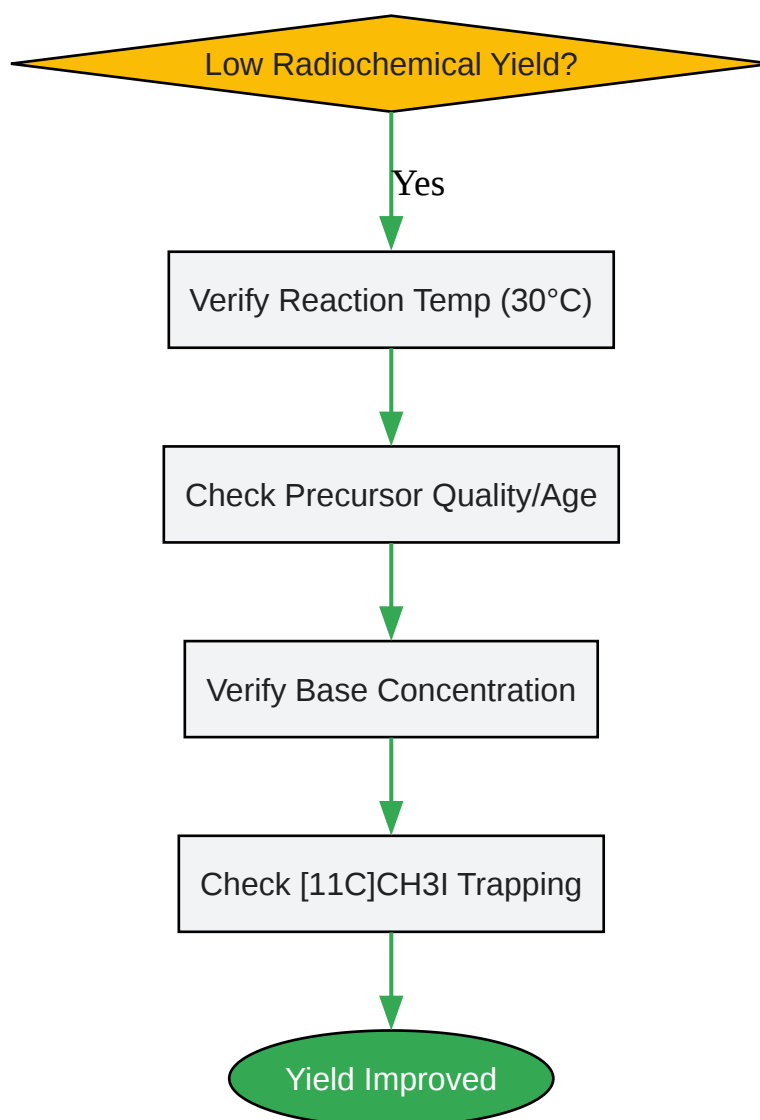 Low Radiochemical Yield?
Yes
Verify Reaction Temp (30°C)
Check Precursor Quality/Age
Verify Base Concentration
Check [11C]CH3I Trapping
Yield Improved